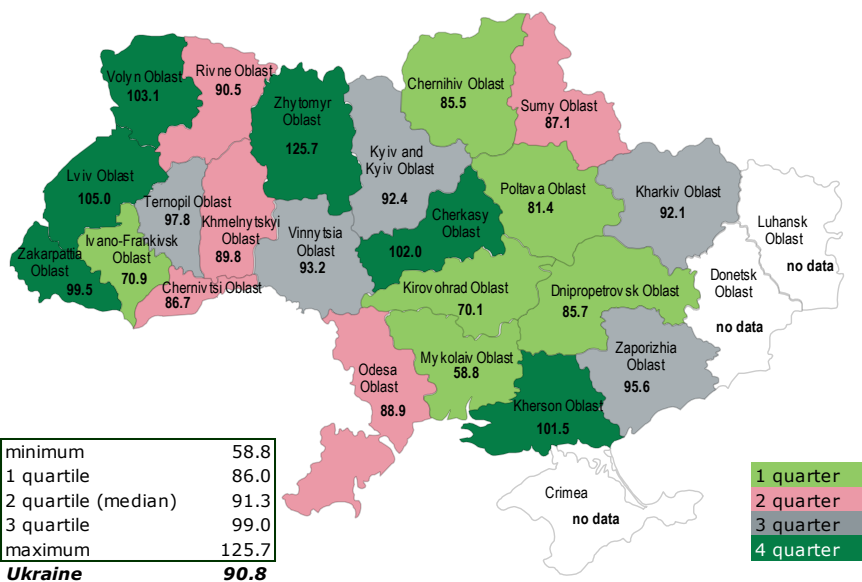 Volyn Oblast
103.1
Rivne Oblast
90.5
Zhytomyr
Oblast
125.7
Kyiv and
Kyiv Oblast
92.4
Chernihiv Oblast
85.5
Sumy Oblast
87.1
Lviv Oblast
105.0
Ternopil Oblast
97.8
Khmelnytskyi
Oblast
89.8
Vinnytsia
Oblast
93.2
Cherkasy
Oblast
102.0
Poltava Oblast
81.4
Kharkiv Oblast
92.1
Luhansk
Oblast
no data
Zakarpattia
Oblast
99.5
Ivano-Frankivsk
Oblast
70.9
Chernivtsi Oblast
86.7
Kirovohrad Oblast
70.1
Dnipropetrovsk Oblast
85.7
Donetsk
Oblast
no data
Odesa
Oblast
88.9
Mykolaiv Oblast
58.8
Zaporizhia
Oblast
95.6
Kherson Oblast
101.5
Crimea
no data
minimum 58.8
1 quartile 86.0
2 quartile (median) 91.3
3 quartile 99.0
maximum 125.7
Ukraine 90.8
1 quarter
2 quarter
3 quarter
4 quarter